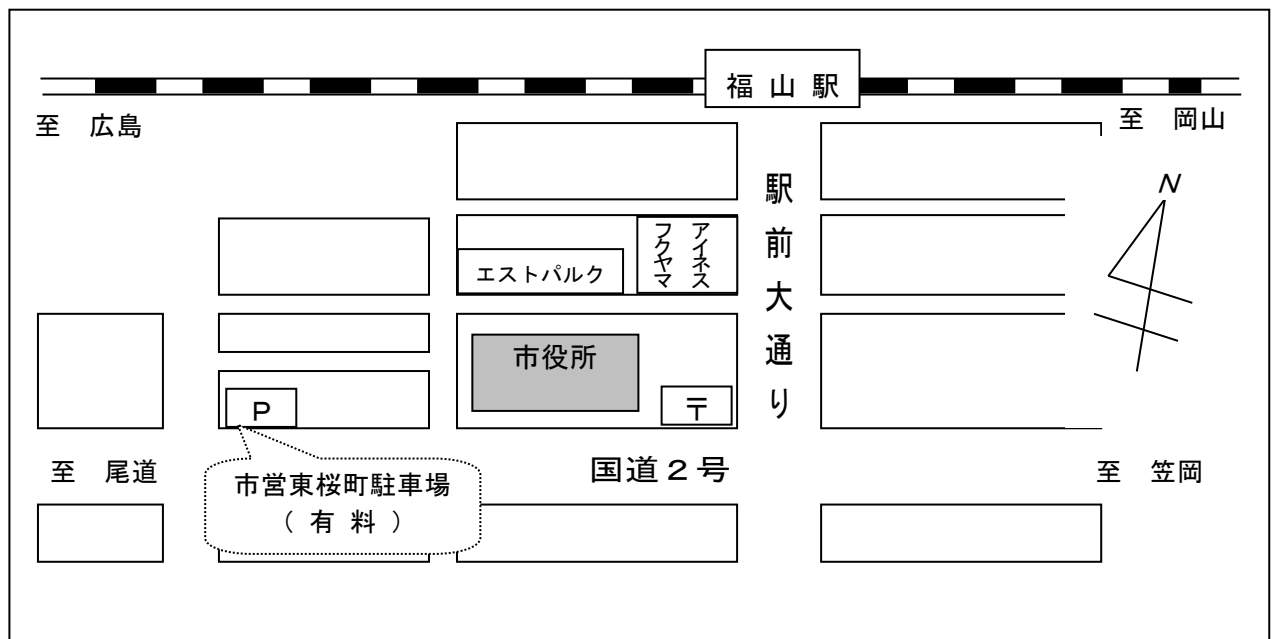 福山駅
至　広島
至　岡山
駅前大通り
N
アイネス
フクヤマ
エストパルク
市役所
P
〒
至　尾道
国道２号
至　笠岡
市営東桜町駐車場
（有料）